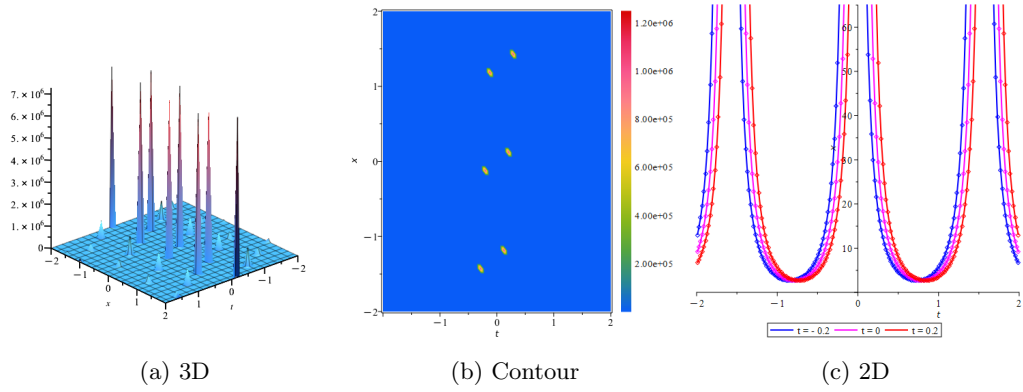 7. × 10⁶
6. × 10⁶
5. × 10⁶
4. × 10⁶
3. × 10⁶
2. × 10⁶
1. × 10⁶
0
−2
−1
0
x
1
2
1
0
t
−1
−2
2
1
x
0
−1
−2
−1
0
1
2
t
1.20e+06
1.00e+06
8.00e+05
6.00e+05
4.00e+05
2.00e+05
60
50
40
x
30
20
10
−2
−1
0
t
1
2
t = - 0.2
t = 0
t = 0.2
(a) 3D
(b) Contour
(c) 2D